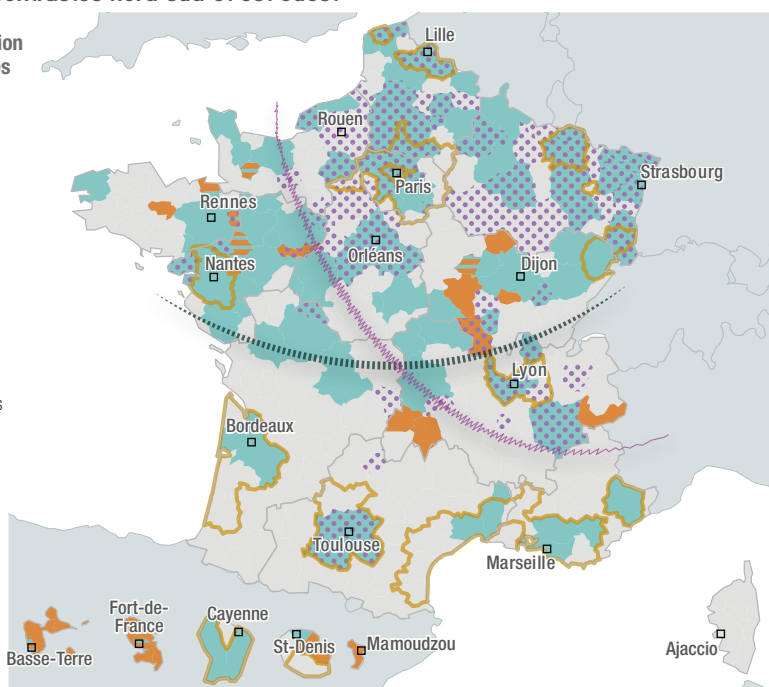 ion
Lille
Rouen
Strasbourg
Paris
Rennes
Orléans
Dijon
Nantes
Lyon
s
Bordeaux
Toulouse
Marseille
Fort-de-
France
Cayenne
St-Denis
Mamoudzou
Basse-Terre
Ajaccio